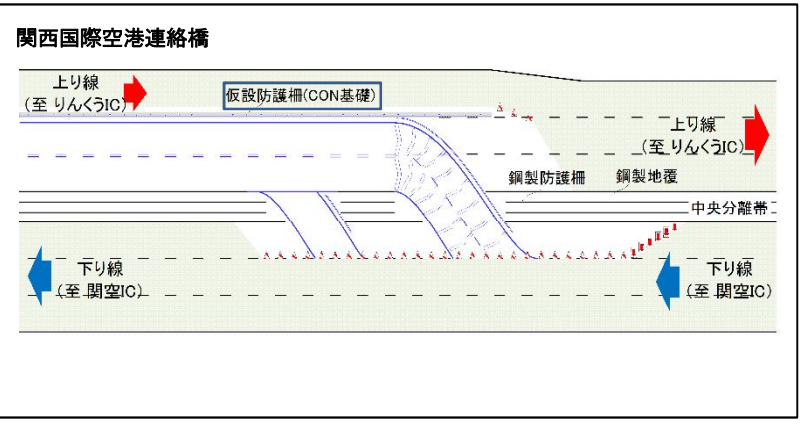 関西国際空港連絡橋
上り線
(至 りんくうIC)
仮設防護柵(CON基礎)
上り線
(至 りんくうIC)
鋼製防護柵
鋼製地覆
中央分離帯
下り線
(至 関空IC)
下り線
(至 関空IC)